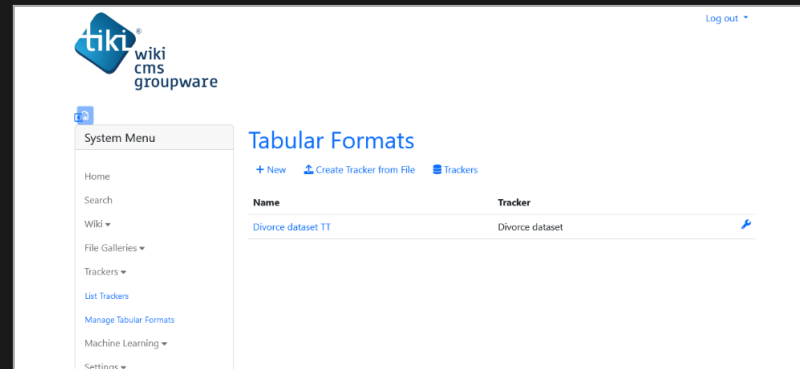 Log out
tiki®
wiki
cms
groupware
System Menu
Home
Search
Wiki
File Galleries
Trackers
List Trackers
Manage Tabular Formats
Machine Learning
Settings
Tabular Formats
+ New Create Tracker from File Trackers
Name Tracker
Divorce dataset TT Divorce dataset